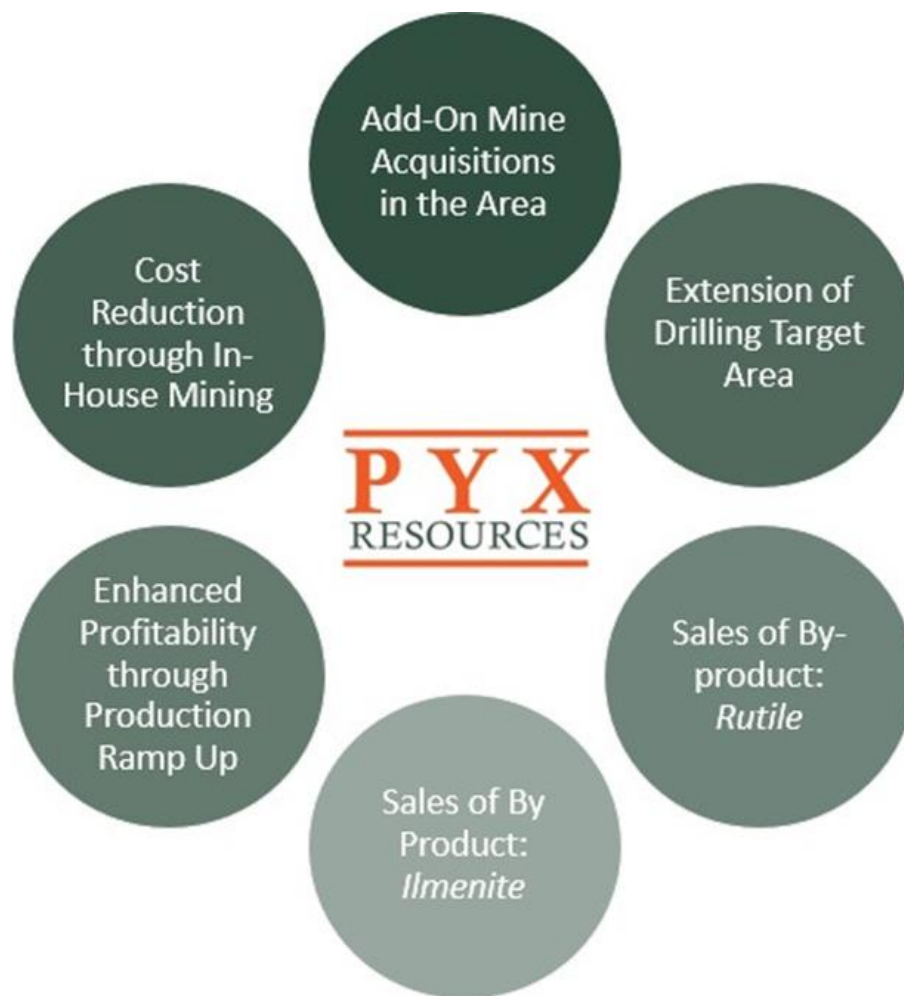 Add-On Mine
Acquisitions
in the Area
Cost
Reduction
through In-
House Mining
Extension of
Drilling Target
Area
PYX
RESOURCES
Enhanced
Profitability
through
Production
Ramp Up
Sales of By-
product:
Rutile
Sales of By
Product:
Ilmenite